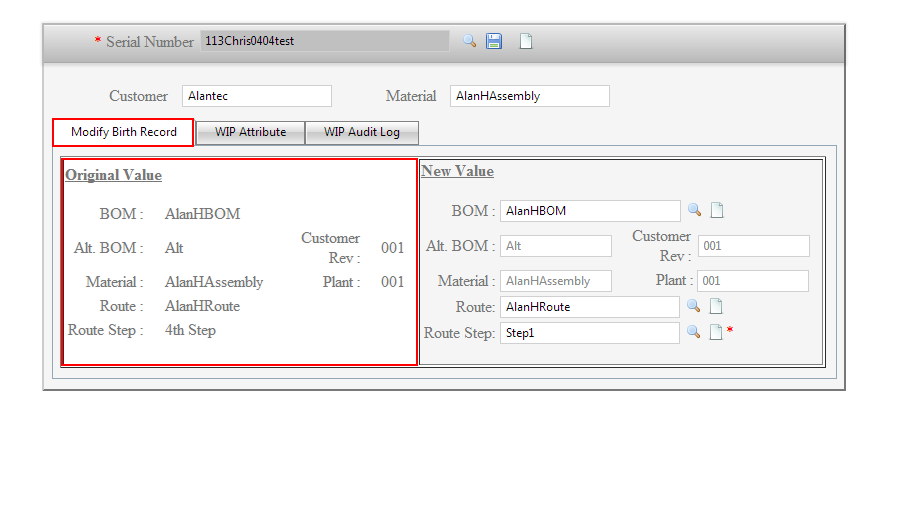 * Serial Number 113Chris0404test
Customer Alantec Material AlanHAssembly
Modify Birth Record WIP Attribute WIP Audit Log
Original Value
BOM : AlanHBOM
Alt. BOM : Alt Customer Rev : 001
Material : AlanHAssembly Plant : 001
Route : AlanHRoute
Route Step : 4th Step
New Value
BOM : AlanHBOM
Alt. BOM : Alt Customer Rev : 001
Material : AlanHAssembly Plant : 001
Route: AlanHRoute
Route Step: Step1 *